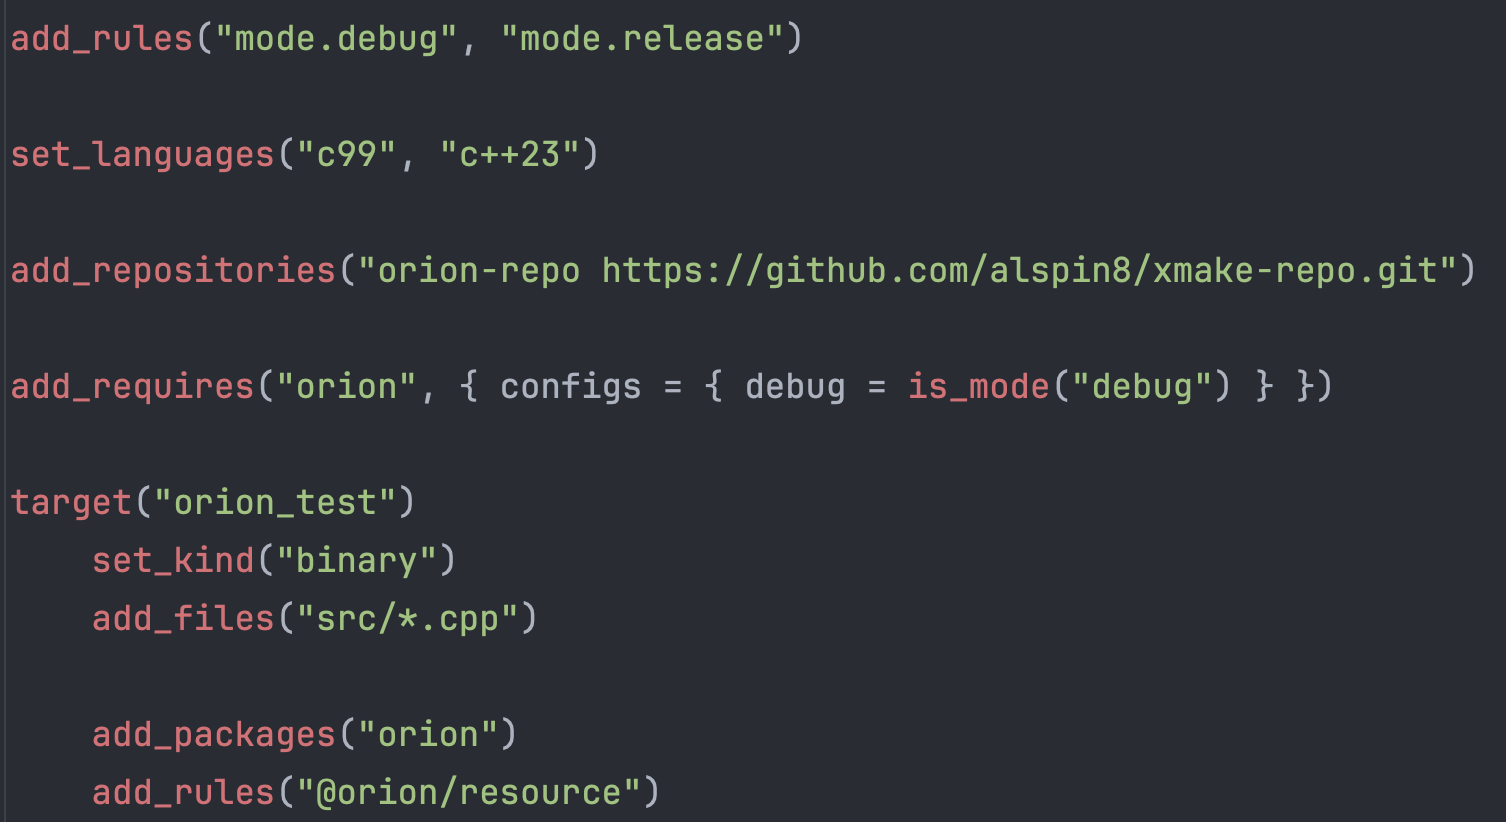 add_rules("mode.debug", "mode.release")
set_languages("c99", "c++23")
add_repositories("orion-repo https://github.com/alspin8/xmake-repo.git")
add_requires("orion", { configs = { debug = is_mode("debug") } })
target("orion_test")
    set_kind("binary")
    add_files("src/*.cpp")
    add_packages("orion")
    add_rules("@orion/resource")